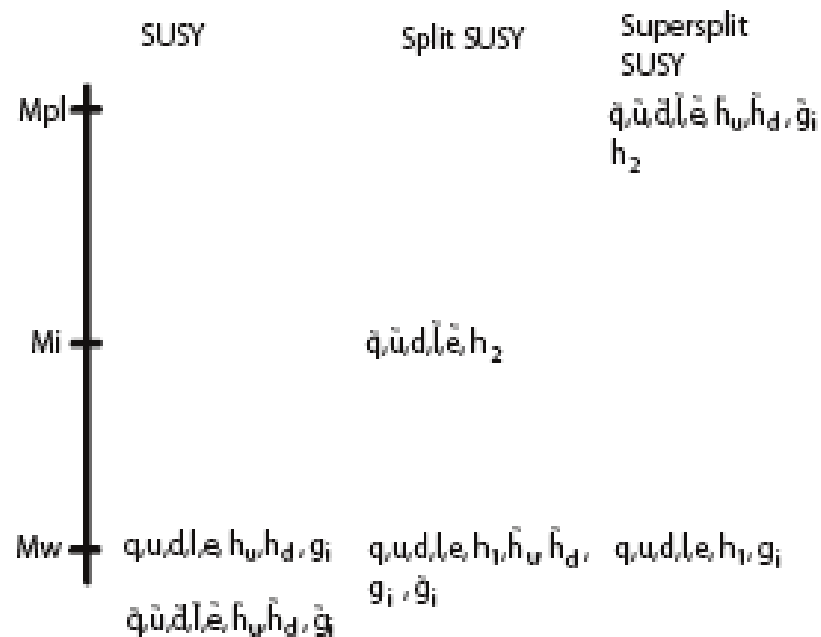 SUSY
Split SUSY
Supersplit
SUSY
Mpl
q̃,ũ,d̃,l̃,ẽ,h̃u,h̃d,g̃i
h2
Mi
q̃,ũ,d,l̃,ẽ,h2
Mw
q,u,d,l,e,hu,hd,gi
q,u,d,l,e,h1,h̃u,h̃d,
gi,g̃i
q,u,d,l,e,h1,gi
q̃,ũ,d̃,l̃,ẽ,h̃u,h̃d,g̃i